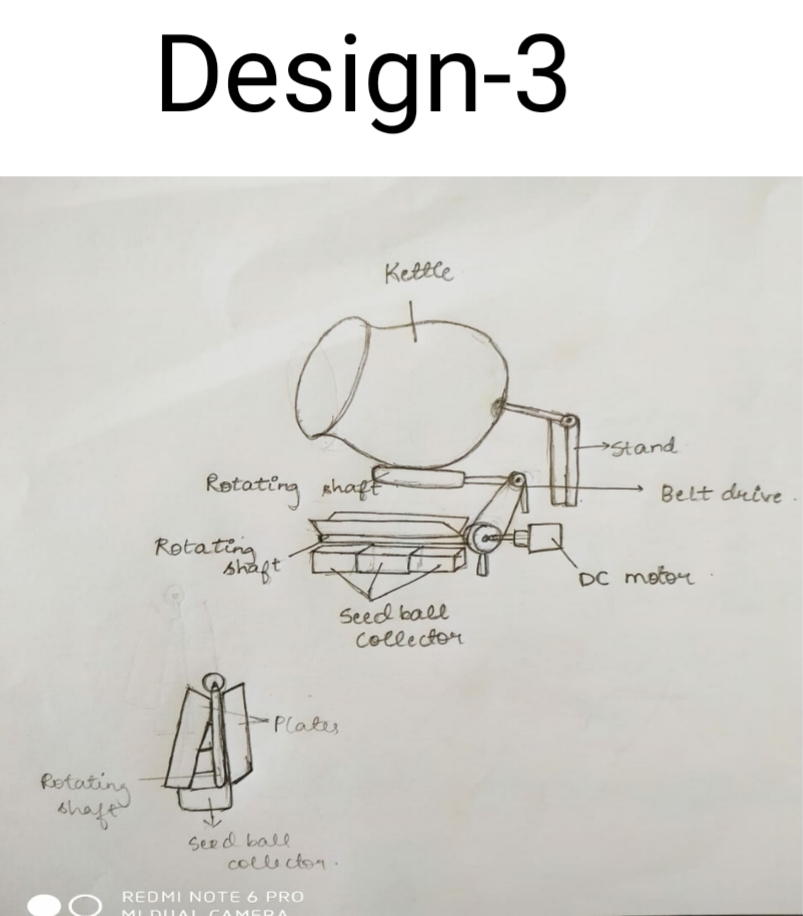 Design-3
Kettle
Stand
Rotating shaft
Belt drive.
Rotating
shaft
DC motor.
Seed ball
collector
Plates
Rotating
shaft
Seed ball
collector.
REDMI NOTE 6 PRO
MI DUAL CAMERA